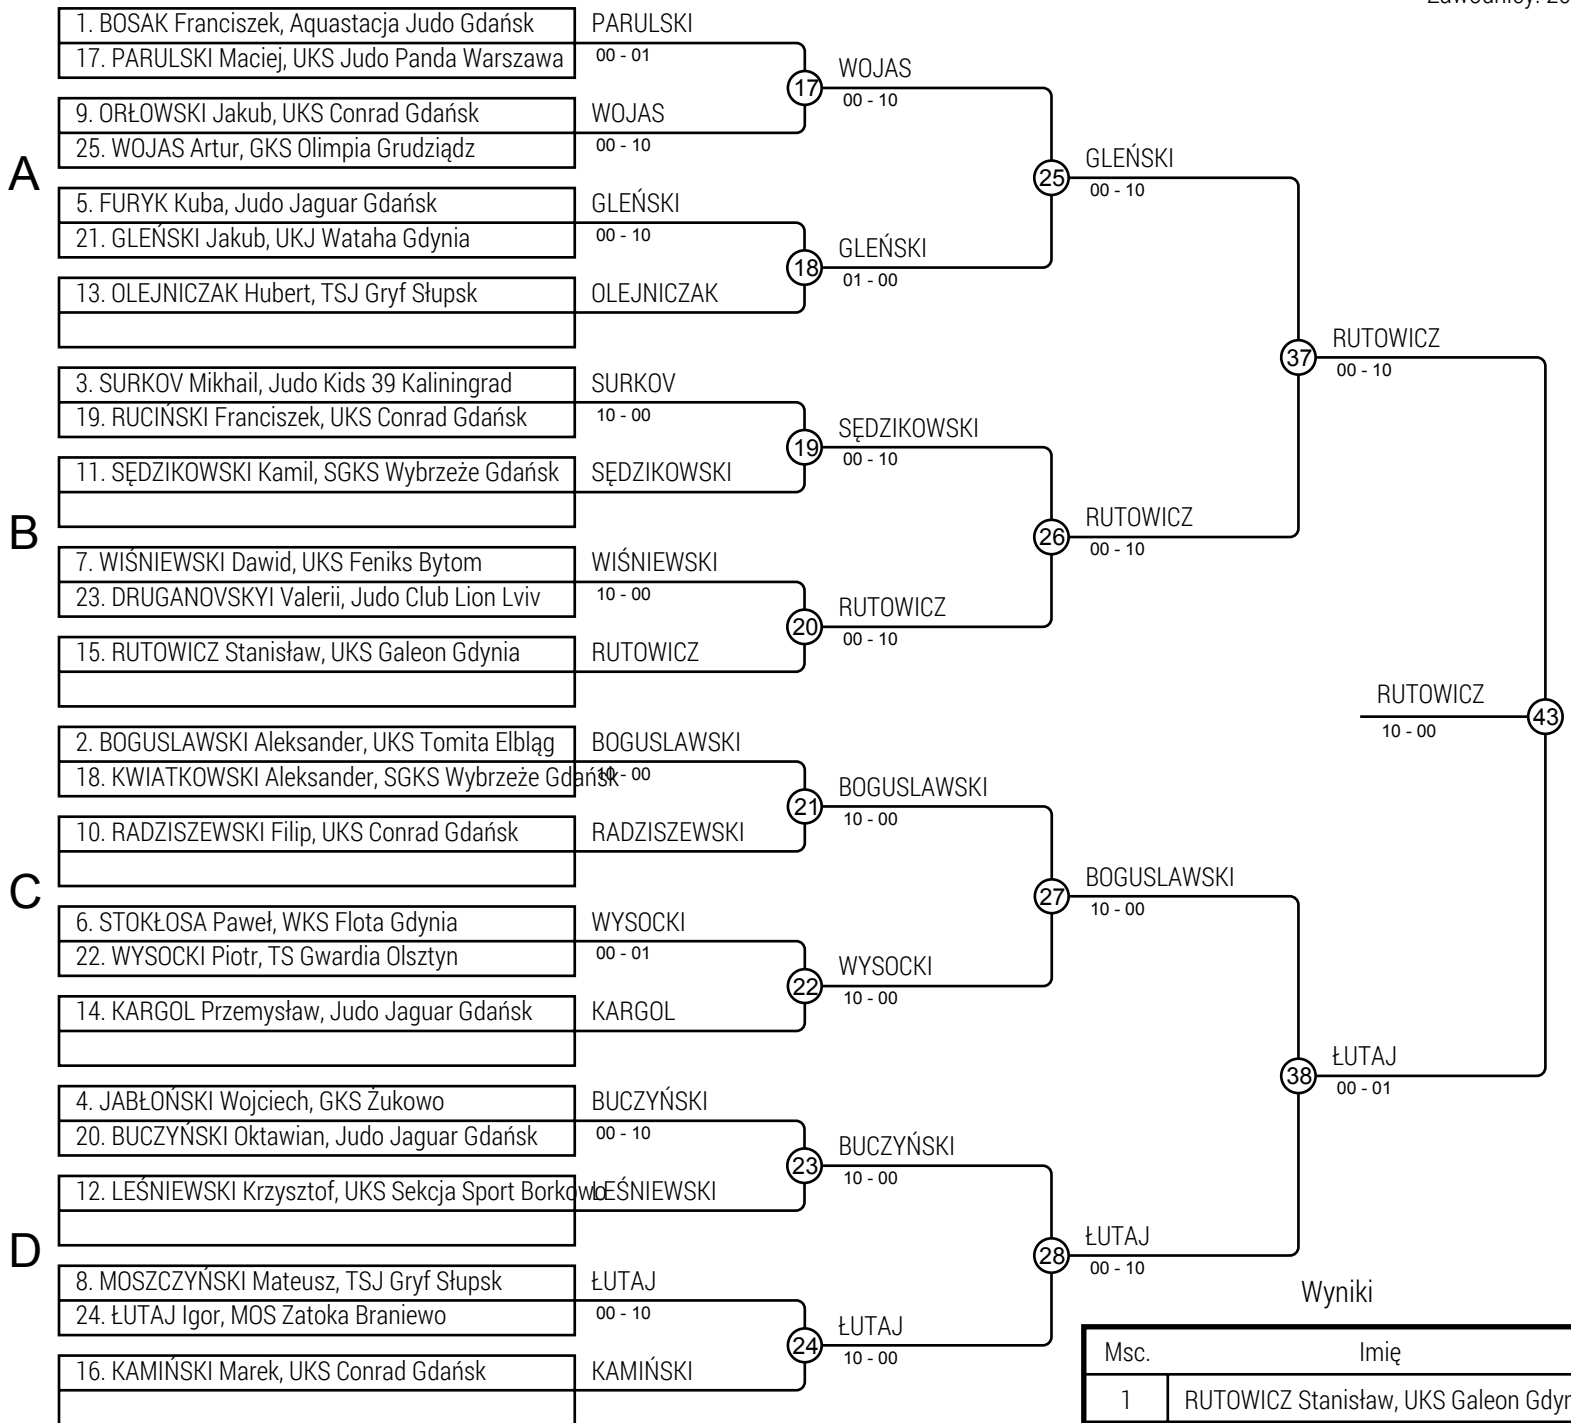 Zawodnicy: 25
1. BOSAK Franciszek, Aquastacja Judo Gdańsk
17. PARULSKI Maciej, UKS Judo Panda Warszawa
PARULSKI
00 - 01
9. ORŁOWSKI Jakub, UKS Conrad Gdańsk
25. WOJAS Artur, GKS Olimpia Grudziądz
WOJAS
00 - 10
17
WOJAS
00 - 10
A
5. FURYK Kuba, Judo Jaguar Gdańsk
21. GLEŃSKI Jakub, UKJ Wataha Gdynia
GLEŃSKI
00 - 10
13. OLEJNICZAK Hubert, TSJ Gryf Słupsk
OLEJNICZAK
18
GLEŃSKI
01 - 00
25
GLEŃSKI
00 - 10
3. SURKOV Mikhail, Judo Kids 39 Kaliningrad
19. RUCIŃSKI Franciszek, UKS Conrad Gdańsk
SURKOV
10 - 00
11. SĘDZIKOWSKI Kamil, SGKS Wybrzeże Gdańsk
SĘDZIKOWSKI
19
SĘDZIKOWSKI
00 - 10
B
7. WIŚNIEWSKI Dawid, UKS Feniks Bytom
23. DRUGANOVSKYI Valerii, Judo Club Lion Lviv
WIŚNIEWSKI
10 - 00
15. RUTOWICZ Stanisław, UKS Galeon Gdynia
RUTOWICZ
20
RUTOWICZ
00 - 10
26
RUTOWICZ
00 - 10
37
RUTOWICZ
00 - 10
2. BOGUSLAWSKI Aleksander, UKS Tomita Elbląg
18. KWIATKOWSKI Aleksander, SGKS Wybrzeże Gdańsk
BOGUSLAWSKI
10 - 00
10. RADZISZEWSKI Filip, UKS Conrad Gdańsk
RADZISZEWSKI
21
BOGUSLAWSKI
10 - 00
C
6. STOKŁOSA Paweł, WKS Flota Gdynia
22. WYSOCKI Piotr, TS Gwardia Olsztyn
WYSOCKI
00 - 01
14. KARGOL Przemysław, Judo Jaguar Gdańsk
KARGOL
22
WYSOCKI
10 - 00
27
BOGUSLAWSKI
10 - 00
4. JABŁOŃSKI Wojciech, GKS Żukowo
20. BUCZYŃSKI Oktawian, Judo Jaguar Gdańsk
BUCZYŃSKI
00 - 10
12. LEŚNIEWSKI Krzysztof, UKS Sekcja Sport Borkowo
LEŚNIEWSKI
23
BUCZYŃSKI
10 - 00
D
8. MOSZCZYŃSKI Mateusz, TSJ Gryf Słupsk
24. ŁUTAJ Igor, MOS Zatoka Braniewo
ŁUTAJ
00 - 10
16. KAMIŃSKI Marek, UKS Conrad Gdańsk
KAMIŃSKI
24
ŁUTAJ
10 - 00
28
ŁUTAJ
00 - 10
38
ŁUTAJ
00 - 01
RUTOWICZ
10 - 00
43
Wyniki
Msc. Imię
1 RUTOWICZ Stanisław, UKS Galeon Gdyn